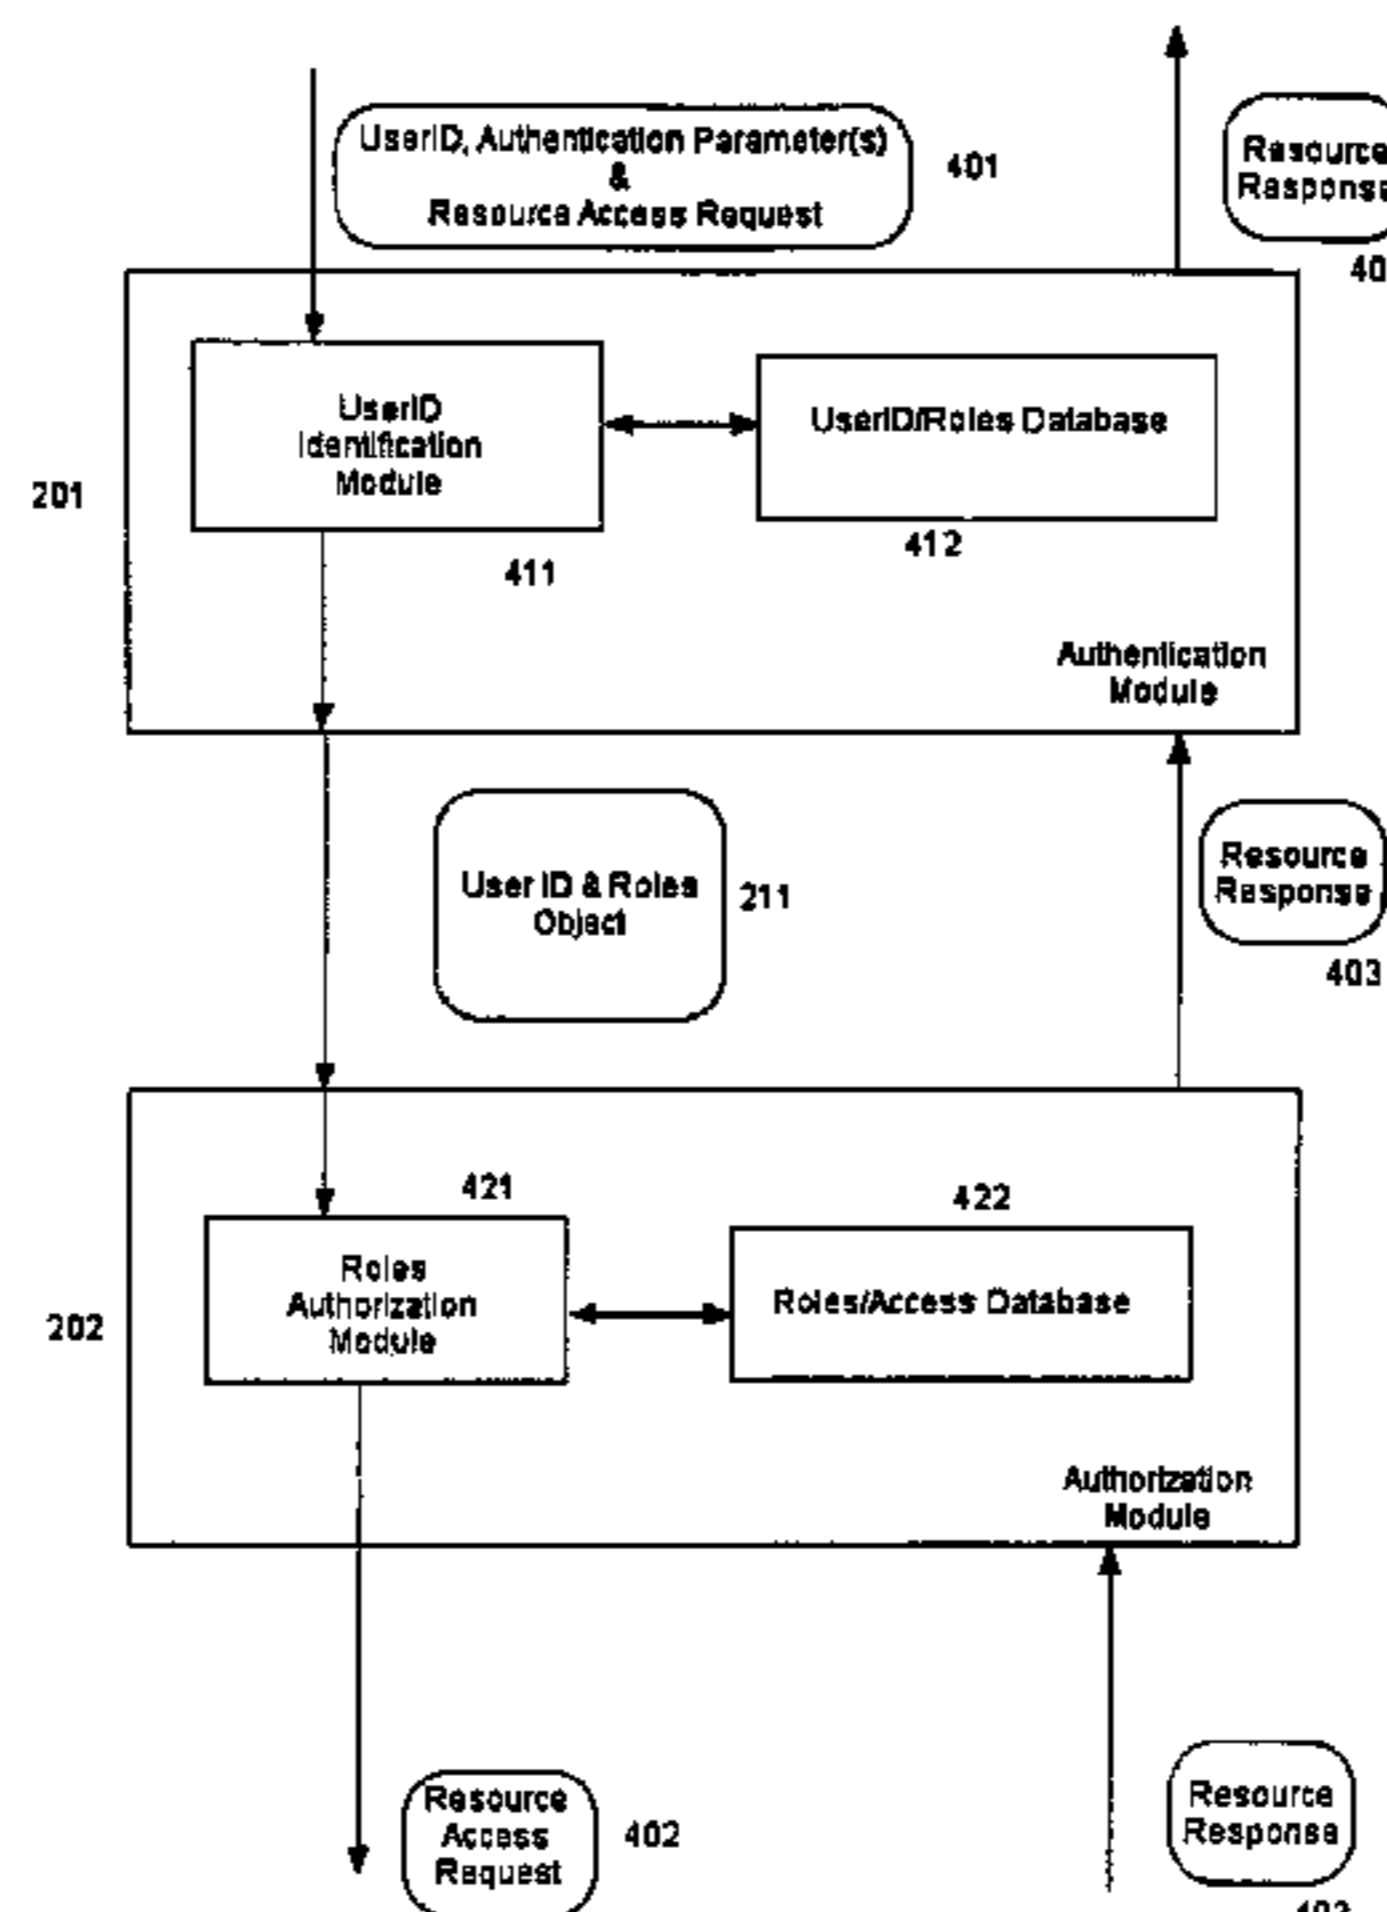 UserID, Authentication Parameter(s)
&
Resource Access Request
401
Resource
Response
40
UserID
Identification
Module
UserID/Roles Database
201
412
411
Authentication
Module
User ID & Roles
Object
211
Resource
Response
403
421
422
Roles
Authorization
Module
Roles/Access Database
202
Authorization
Module
Resource
Access
Request
402
Resource
Response